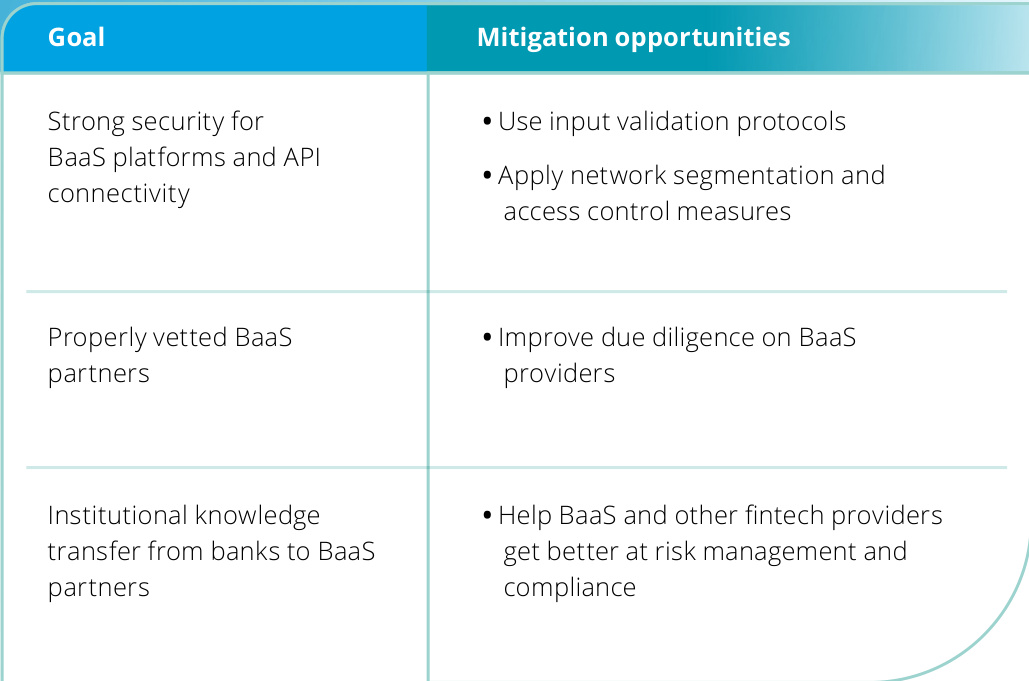 Goal
Mitigation opportunities
Strong security for
BaaS platforms and API
connectivity
• Use input validation protocols
• Apply network segmentation and
access control measures
Properly vetted BaaS
partners
• Improve due diligence on BaaS
providers
Institutional knowledge
transfer from banks to BaaS
partners
• Help BaaS and other fintech providers
get better at risk management and
compliance